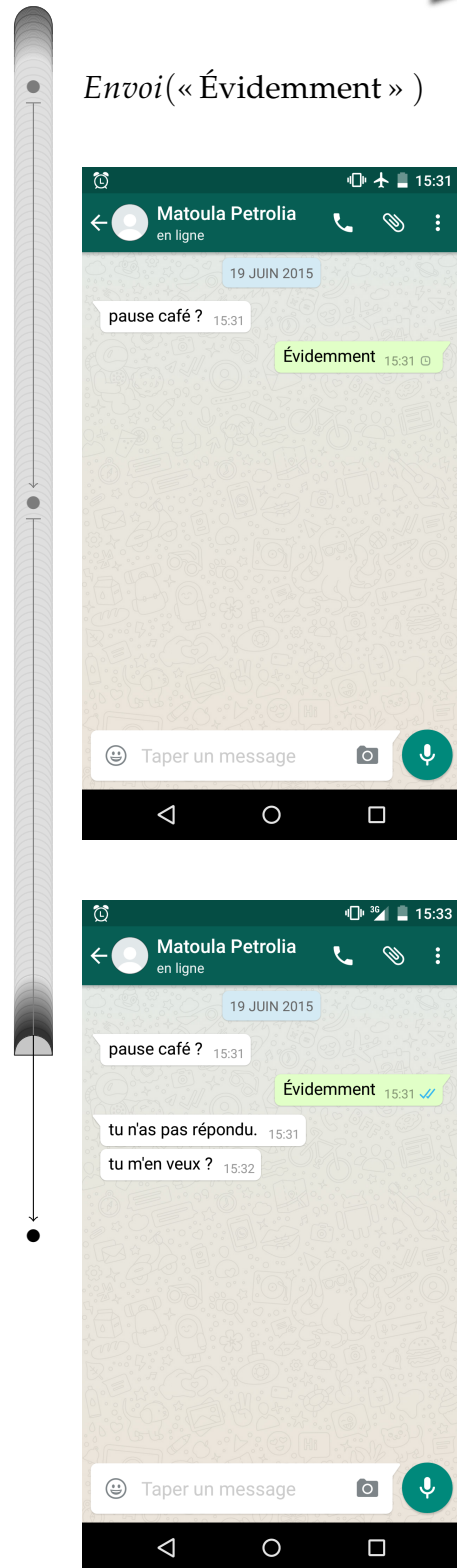 Envoi(« Évidemment » )
15:31
Matoula Petrolia
en ligne
19 JUIN 2015
pause café ? 15:31
Évidemment 15:31
Taper un message
3G 15:33
Matoula Petrolia
en ligne
19 JUIN 2015
pause café ? 15:31
Évidemment 15:31
tu n'as pas répondu. 15:31
tu m'en veux ? 15:32
Taper un message